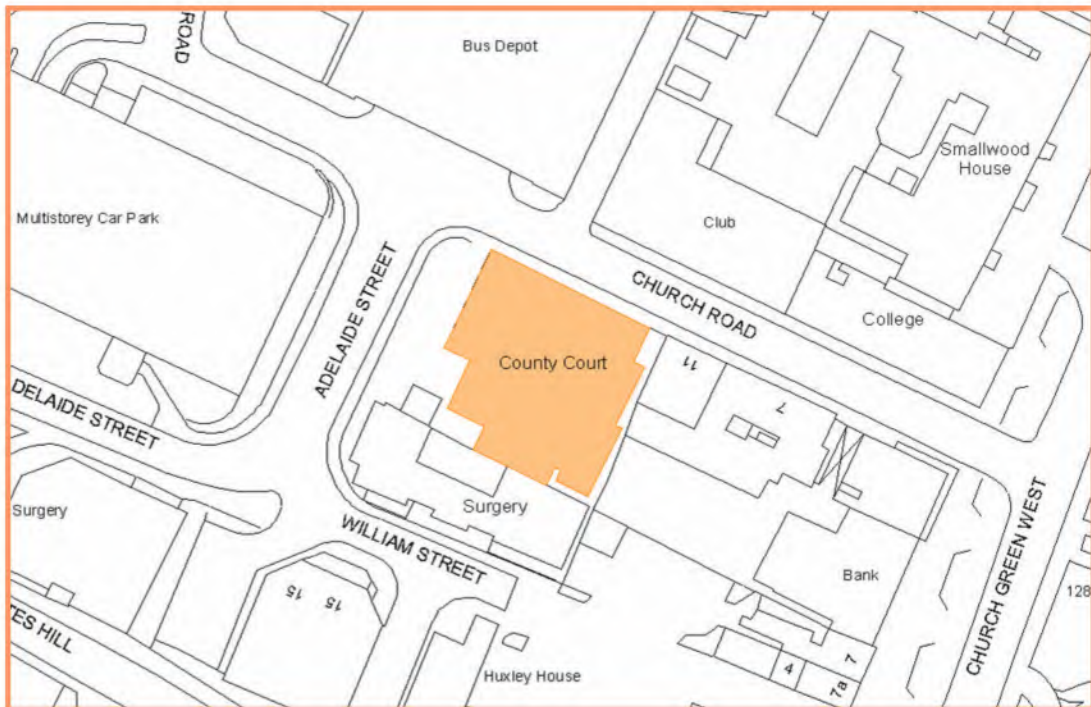 ROAD
Bus Depot
Smallwood
House
Multistorey Car Park
Club
ADELAIDE STREET
CHURCH ROAD
College
County Court
11
7
DELAIDE STREET
Surgery
Surgery
WILLIAM STREET
Bank
CHURCH GREEN WEST
15
15
128
TES HILL
Huxley House
4
7
7a